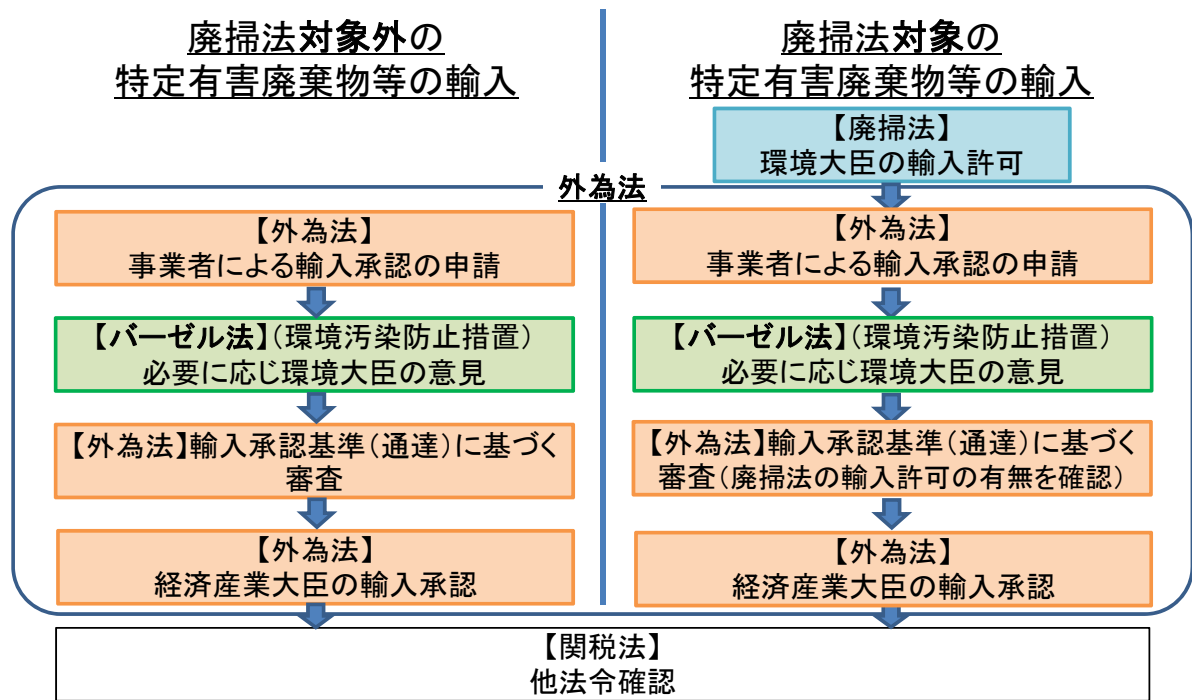 廃掃法対象外の
特定有害廃棄物等の輸入
廃掃法対象の
特定有害廃棄物等の輸入
【廃掃法】
環境大臣の輸入許可
外為法
【外為法】
事業者による輸入承認の申請
【バーゼル法】(環境汚染防止措置)
必要に応じ環境大臣の意見
【外為法】輸入承認基準(通達)に基づく
審査
【外為法】
経済産業大臣の輸入承認
【外為法】
事業者による輸入承認の申請
【バーゼル法】(環境汚染防止措置)
必要に応じ環境大臣の意見
【外為法】輸入承認基準(通達)に基づく
審査(廃掃法の輸入許可の有無を確認)
【外為法】
経済産業大臣の輸入承認
【関税法】
他法令確認